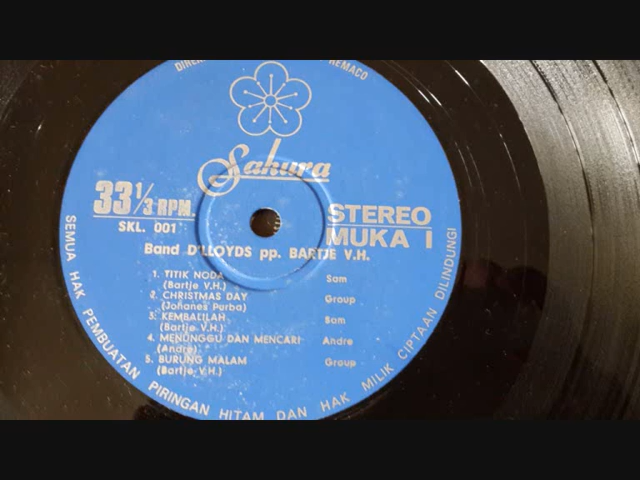 REMACO
Sakura
33 1/3 RPM.
SKL. 001
STEREO
MUKA I
Band D'LLOYDS pp. BARTJE V.H.
1. TITIK NODA Sam
(Bartje V.H.)
2. CHRISTMAS DAY Group
(Johanes Purba)
3. KEMBALILAH Sam
(Bartje V.H.)
4. MENUNGGU DAN MENCARI Andre
(Andre)
5. BURUNG MALAM Group
(Bartje V.H.)
SEMUA HAK PEMBUATAN PIRINGAN HITAM DAN HAK MILIK CIPTAAN DILINDUNGI